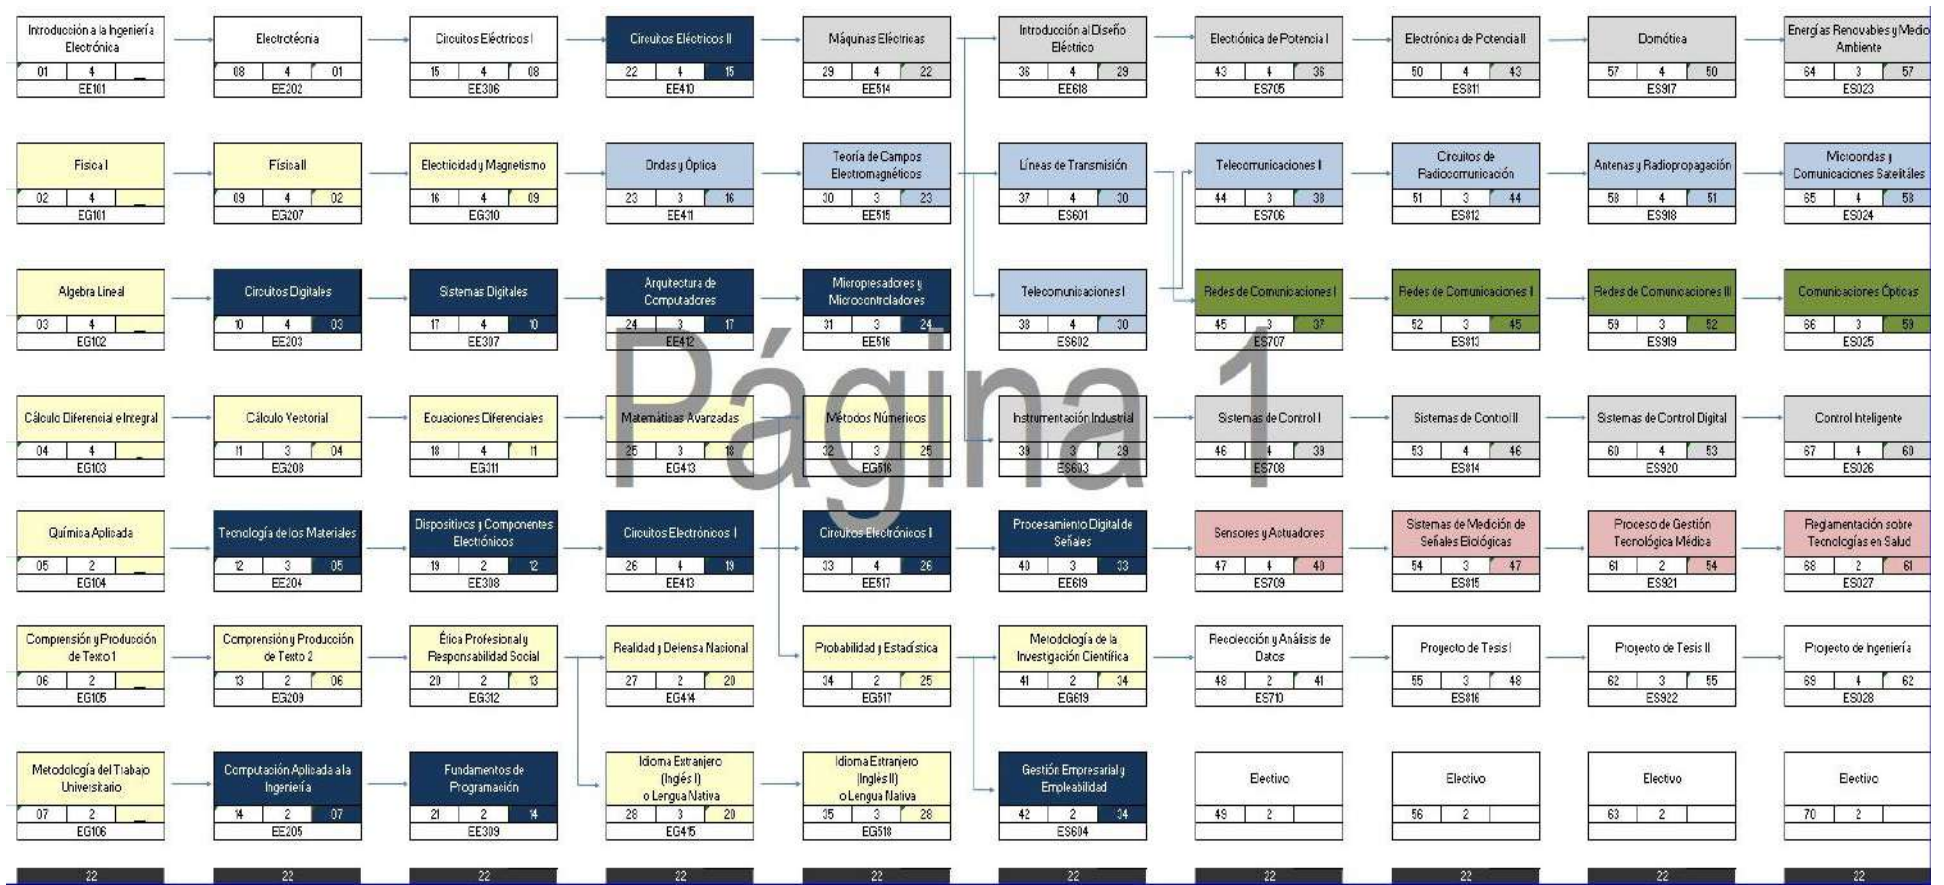 Introducción a la Ingeniería
Electrónica
01 4 __
EE101
Electrotécnia
08 4 01
EE202
Circuitos Eléctricos I
15 4 08
EE306
Circuitos Eléctricos II
22 4 15
EE410
Máquinas Eléctricas
29 4 22
EE514
Introducción al Diseño
Eléctrico
36 4 29
EE618
Electrónica de Potencia I
43 4 36
ES705
Electrónica de Potencia II
50 4 43
ES811
Domótica
57 4 50
ES917
Energías Renovables y Medio
Ambiente
64 3 57
ES023
Fisica I
02 4 __
EG101
Física II
09 4 02
EG207
Electricidad y Magnetismo
16 4 09
EG310
Ondas y Óptica
23 3 16
EE411
Teoría de Campos
Electromagnéticos
30 3 23
EE515
Líneas de Transmisión
37 4 30
ES601
Telecomunicaciones II
44 3 38
ES706
Circuitos de
Radiocomunicación
51 3 44
ES812
Antenas y Radiopropagación
58 4 51
ES918
Microondas y
Comunicaciones Satelitáles
65 4 58
ES024
Algebra Lineal
03 4 __
EG102
Circuitos Digitales
10 4 03
EE203
Sistemas Digitales
17 4 10
EE307
Arquitectura de
Computadores
24 3 17
EE412
Micropresadores y
Microcontroladores
31 3 24
EE516
Telecomunicaciones I
38 4 30
ES602
Redes de Comunicaciones I
45 3 37
ES707
Redes de Comunicaciones II
52 3 45
ES813
Redes de Comunicaciones III
59 3 52
ES919
Comunicaciones Ópticas
66 3 59
ES025
Página 1
Cálculo Diferencial e Integral
04 4 __
EG103
Cálculo Vectorial
11 3 04
EG208
Ecuaciones Diferenciales
18 4 11
EG311
Matemáticas Avanzadas
25 3 18
EG413
Métodos Númericos
32 3 25
EG516
Instrumentación Industrial
39 3 29
ES603
Sistemas de Control I
46 4 39
ES708
Sistemas de Control II
53 4 46
ES814
Sistemas de Control Digital
60 4 53
ES920
Control Inteligente
67 4 60
ES026
Química Aplicada
05 2 __
EG104
Tecnología de los Materiales
12 3 05
EE204
Dispositivos y Componentes
Electrónicos
19 2 12
EE308
Circuitos Electrónicos I
26 4 19
EE413
Circuitos Electrónicos II
33 4 26
EE517
Procesamiento Digital de
Señales
40 3 33
EE619
Sensores y Actuadores
47 4 40
ES709
Sistemas de Medición de
Señales Biológicas
54 3 47
ES815
Proceso de Gestión
Tecnológica Médica
61 2 54
ES921
Reglamentación sobre
Tecnologías en Salud
68 2 61
ES027
Comprensión y Producción
de Texto 1
06 2 __
EG105
Comprensión y Producción
de Texto 2
13 2 06
EG209
Ética Profesional y
Responsabilidad Social
20 2 13
EG312
Realidad y Defensa Nacional
27 2 20
EG414
Probabilidad y Estadística
34 2 25
EG517
Metodología de la
Investigación Científica
41 2 34
EG619
Recolección y Análisis de
Datos
48 2 41
ES710
Proyecto de Tesis I
55 3 48
ES816
Proyecto de Tesis II
62 3 55
ES922
Proyecto de Ingeniería
69 4 62
ES028
Metodología del Trabajo
Universitario
07 2 __
EG106
Computación Aplicada a la
Ingeniería
14 2 07
EE205
Fundamentos de
Programación
21 2 14
EE309
Idioma Extranjero
(Inglés I)
o Lengua Nativa
28 3 20
EG415
Idioma Extranjero
(Inglés II)
o Lengua Nativa
35 3 28
EG518
Gestión Empresarial y
Empleabilidad
42 2 34
ES604
Electivo
49 2
Electivo
56 2
Electivo
63 2
Electivo
70 2
22 22 22 22 22 22 22 22 22 22